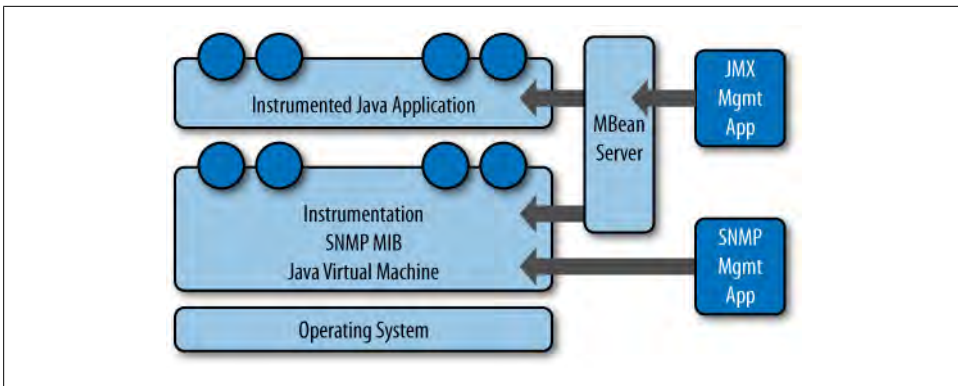 Instrumented Java Application
MBean
Server
JMX
Mgmt
App
Instrumentation
SNMP MIB
Java Virtual Machine
SNMP
Mgmt
App
Operating System